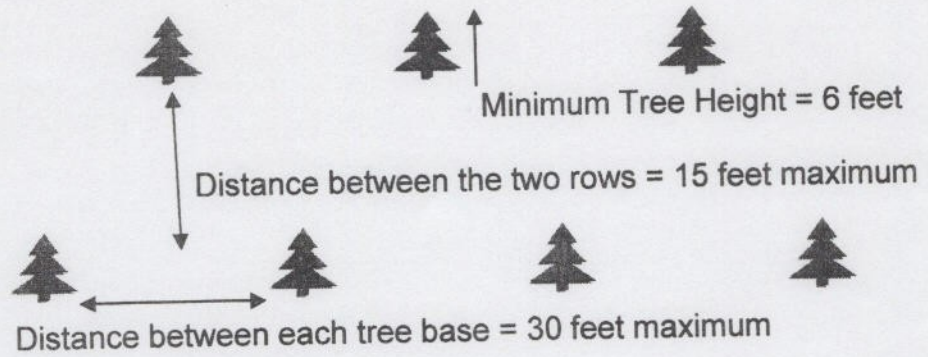 Minimum Tree Height = 6 feet
Distance between the two rows = 15 feet maximum
Distance between each tree base = 30 feet maximum